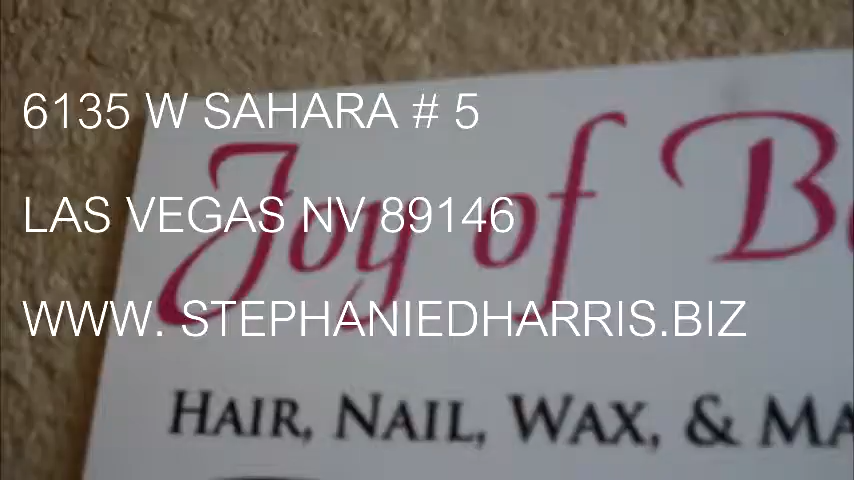 6135 W SAHARA # 5
Joy of
LAS VEGAS NV 89146
WWW. STEPHANIEDHARRIS.BIZ
HAIR, NAIL, WAX, &